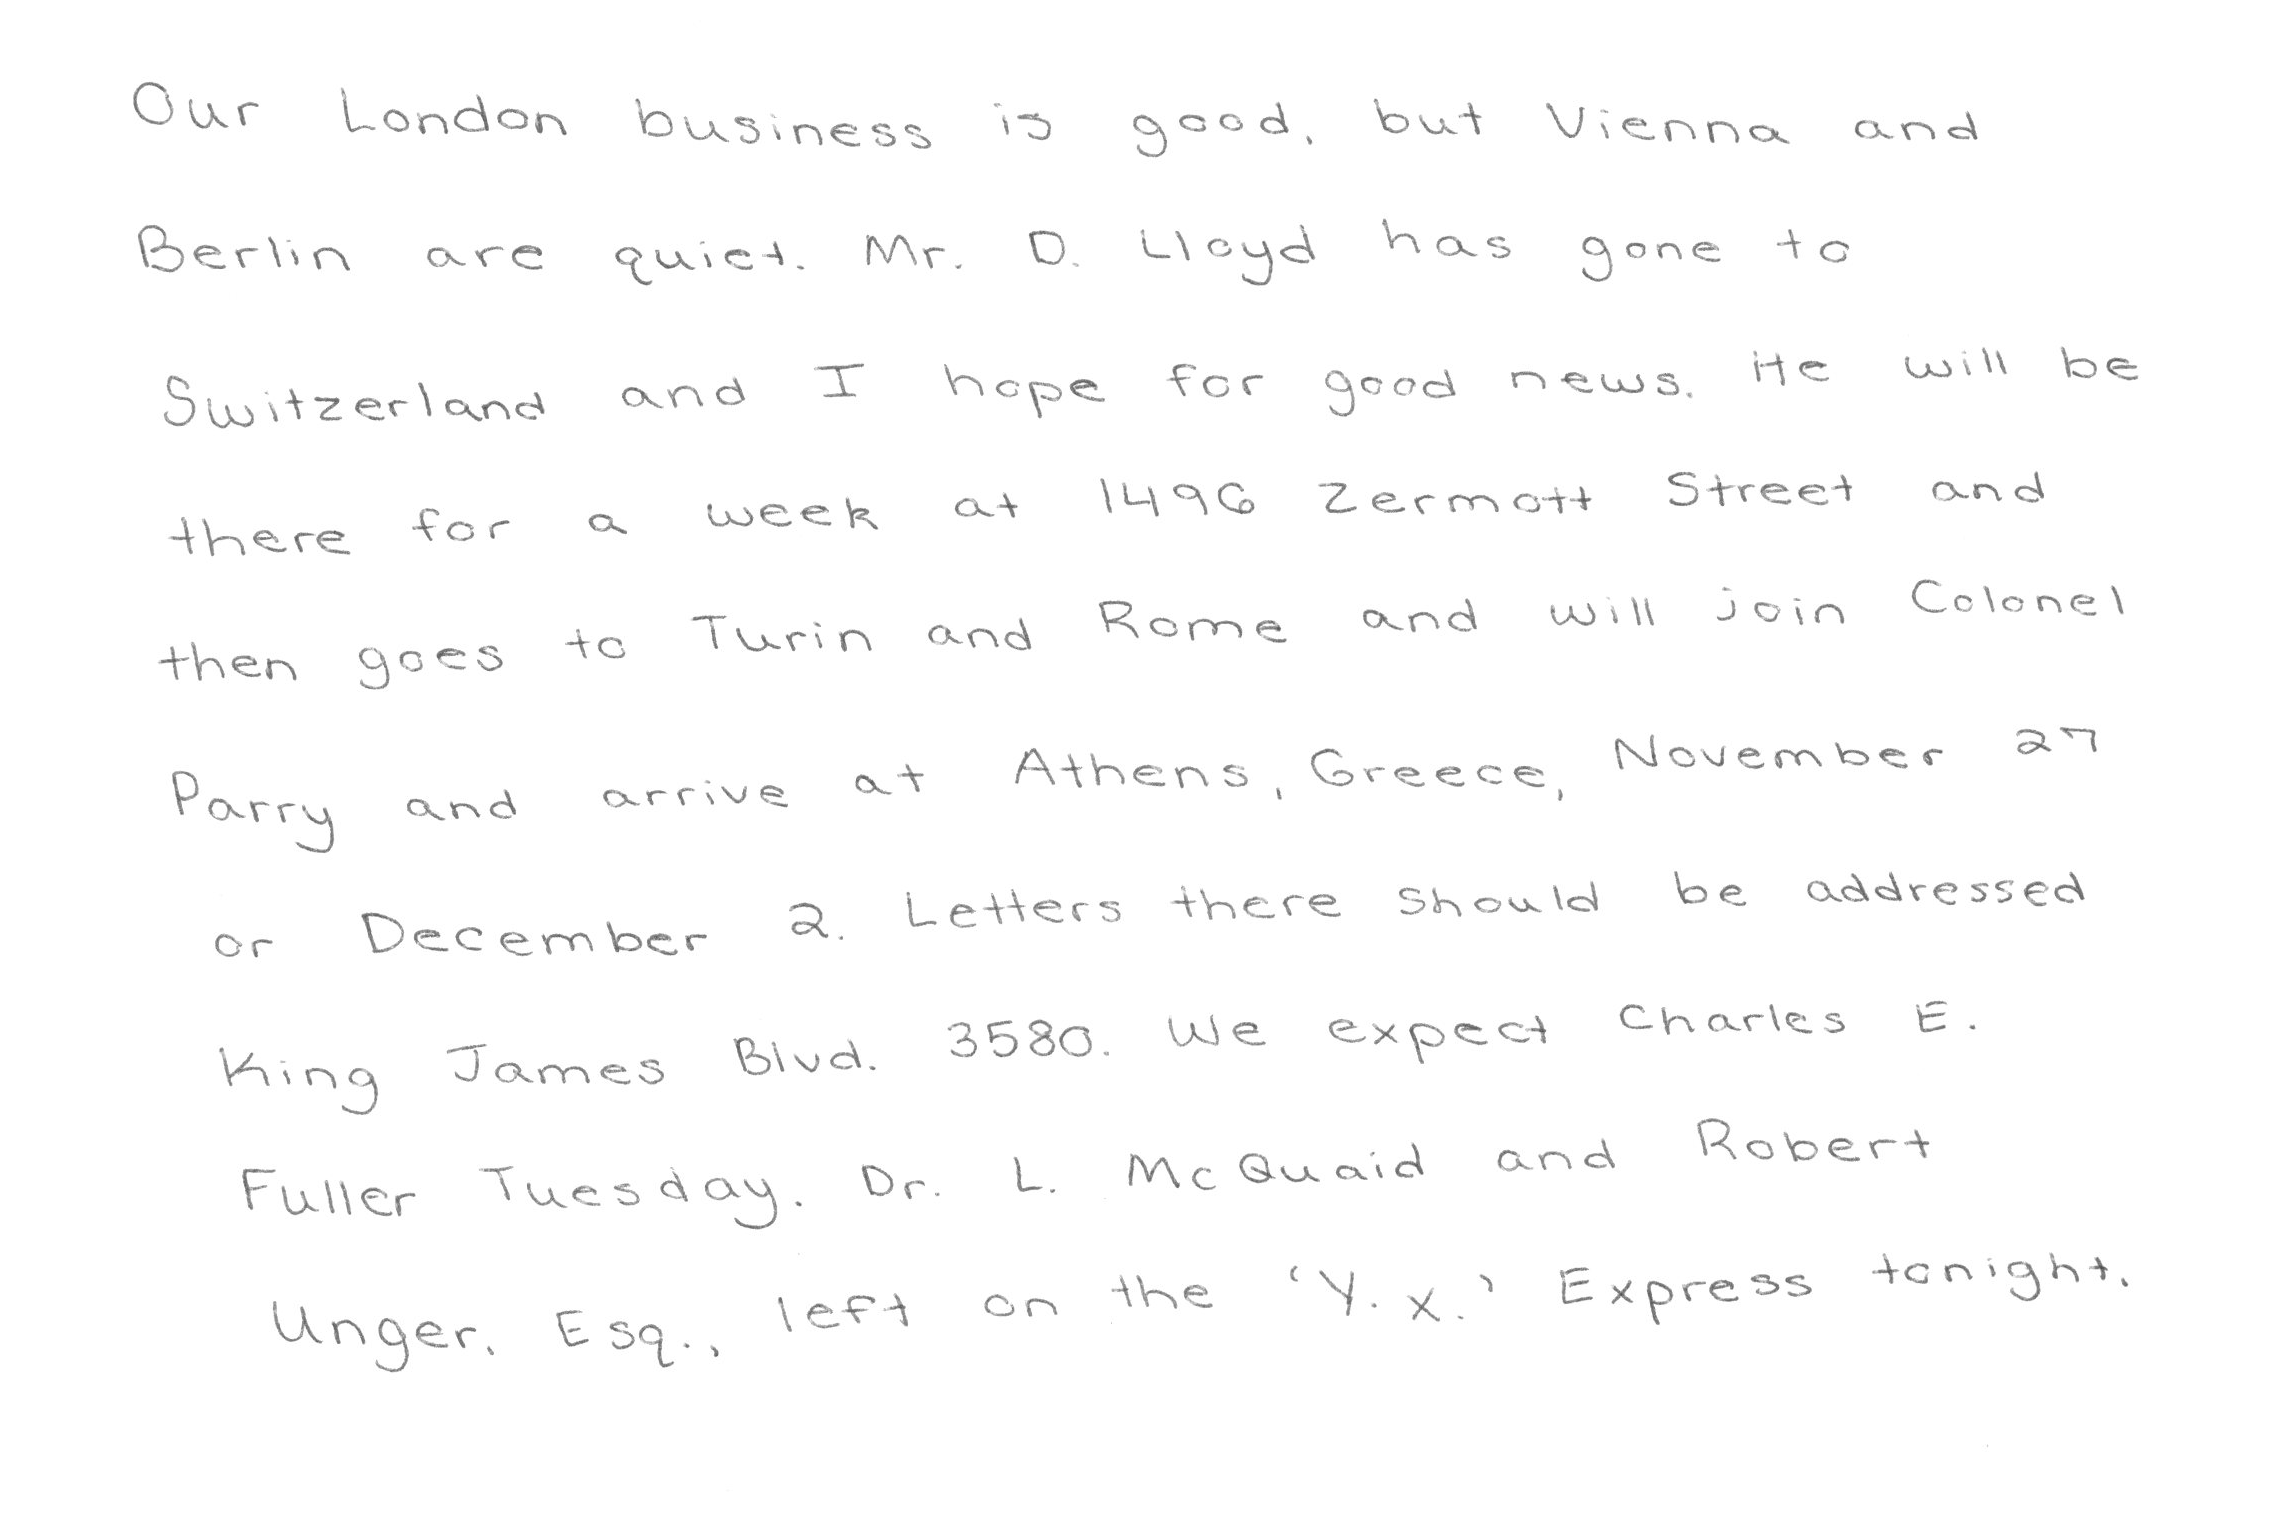 Our London business is good, but Vienna and
Berlin are quiet. Mr. D. Lloyd has gone to
Switzerland and I hope for good news. He will be
there for a week at 1496 Zermott Street and
then goes to Turin and Rome and will join Colonel
Parry and arrive at Athens, Greece, November 27
or December 2. Letters there should be addressed
King James Blvd. 3580. We expect Charles E.
Fuller Tuesday. Dr. L. McQuaid and Robert
Unger, Esq., left on the 'Y.X.' Express tonight.